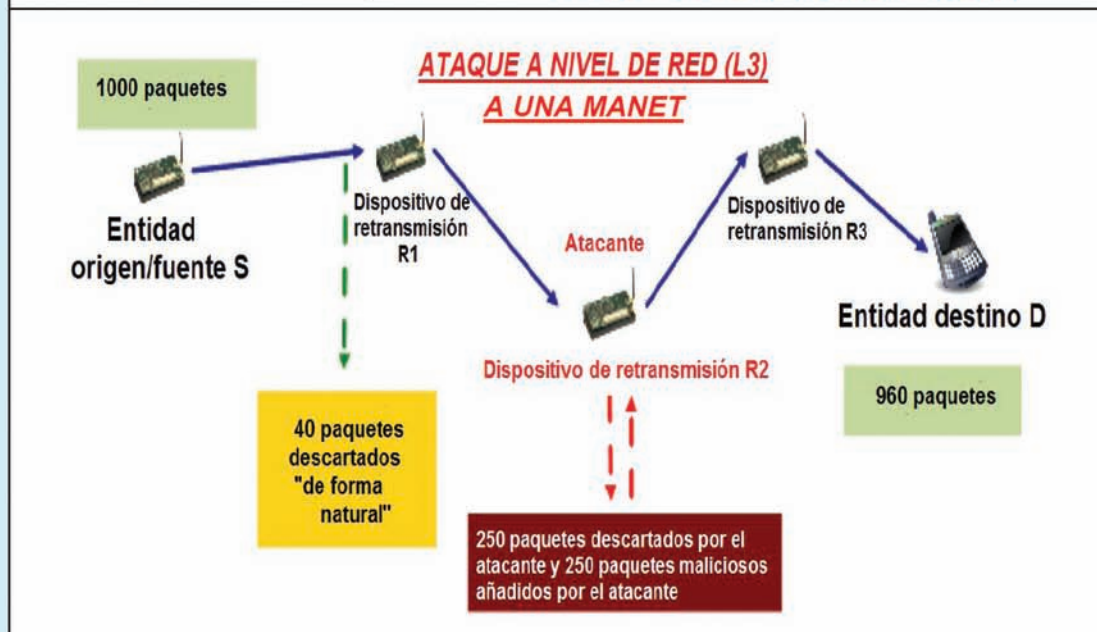 ATAQUE A NIVEL DE RED (L3)
A UNA MANET
1000 paquetes
Entidad
origen/fuente S
Dispositivo de
retransmisión
R1
Atacante
Dispositivo de retransmisión R2
Dispositivo de
retransmisión R3
Entidad destino D
960 paquetes
40 paquetes
descartados
"de forma
natural"
250 paquetes descartados por el
atacante y 250 paquetes maliciosos
añadidos por el atacante